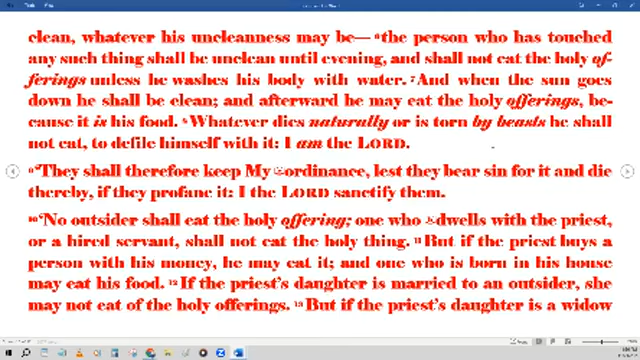 clean, whatever his uncleanness may be— ⁶the person who has touched
any such thing shall be unclean until evening, and shall not eat the holy of-
ferings unless he washes his body with water. ⁷And when the sun goes
down he shall be clean; and afterward he may eat the holy offerings, be-
cause it is his food. ⁸Whatever dies naturally or is torn by beasts he shall
not eat, to defile himself with it: I am the LORD.
⁹They shall therefore keep My ordinance, lest they bear sin for it and die
thereby, if they profane it: I the LORD sanctify them.
¹⁰No outsider shall eat the holy offering; one who dwells with the priest,
or a hired servant, shall not eat the holy thing. ¹¹But if the priest buys a
person with his money, he may eat it; and one who is born in his house
may eat his food. ¹²If the priest's daughter is married to an outsider, she
may not eat of the holy offerings. ¹³But if the priest's daughter is a widow